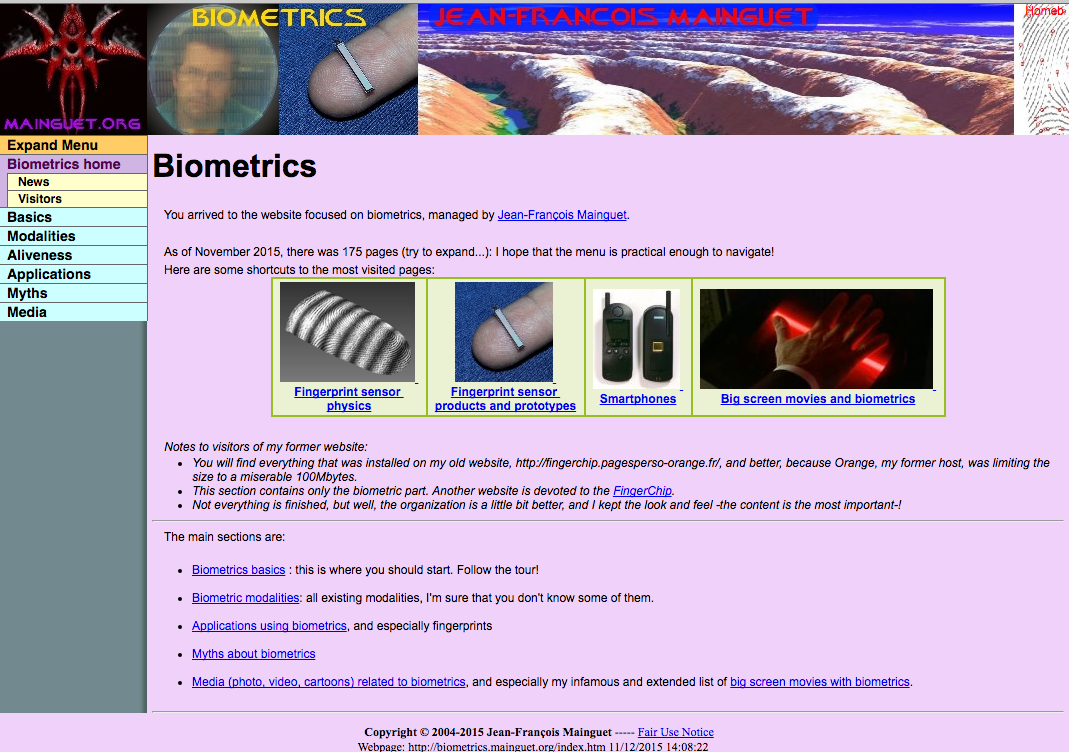 BIOMETRICS
JEAN-FRANCOIS MAINGUET
Homeb
MAINGUET.ORG
Expand Menu
Biometrics home
News
Visitors
Basics
Modalities
Aliveness
Applications
Myths
Media
Biometrics
You arrived to the website focused on biometrics, managed by Jean-François Mainguet.
As of November 2015, there was 175 pages (try to expand...): I hope that the menu is practical enough to navigate!
Here are some shortcuts to the most visited pages:
Fingerprint sensor
physics
Fingerprint sensor
products and prototypes
Smartphones
Big screen movies and biometrics
Notes to visitors of my former website:
• You will find everything that was installed on my old website, http://fingerchip.pagesperso-orange.fr/, and better, because Orange, my former host, was limiting the
size to a miserable 100Mbytes.
• This section contains only the biometric part. Another website is devoted to the FingerChip.
• Not everything is finished, but well, the organization is a little bit better, and I kept the look and feel -the content is the most important-!
The main sections are:
• Biometrics basics : this is where you should start. Follow the tour!
• Biometric modalities: all existing modalities, I'm sure that you don't know some of them.
• Applications using biometrics, and especially fingerprints
• Myths about biometrics
• Media (photo, video, cartoons) related to biometrics, and especially my infamous and extended list of big screen movies with biometrics.
Copyright © 2004-2015 Jean-François Mainguet ----- Fair Use Notice
Webpage: http://biometrics.mainguet.org/index.htm 11/12/2015 14:08:22